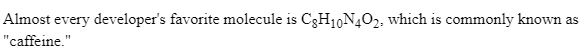 Almost every developer's favorite molecule is C₈H₁₀N₄O₂, which is commonly known as
"caffeine."